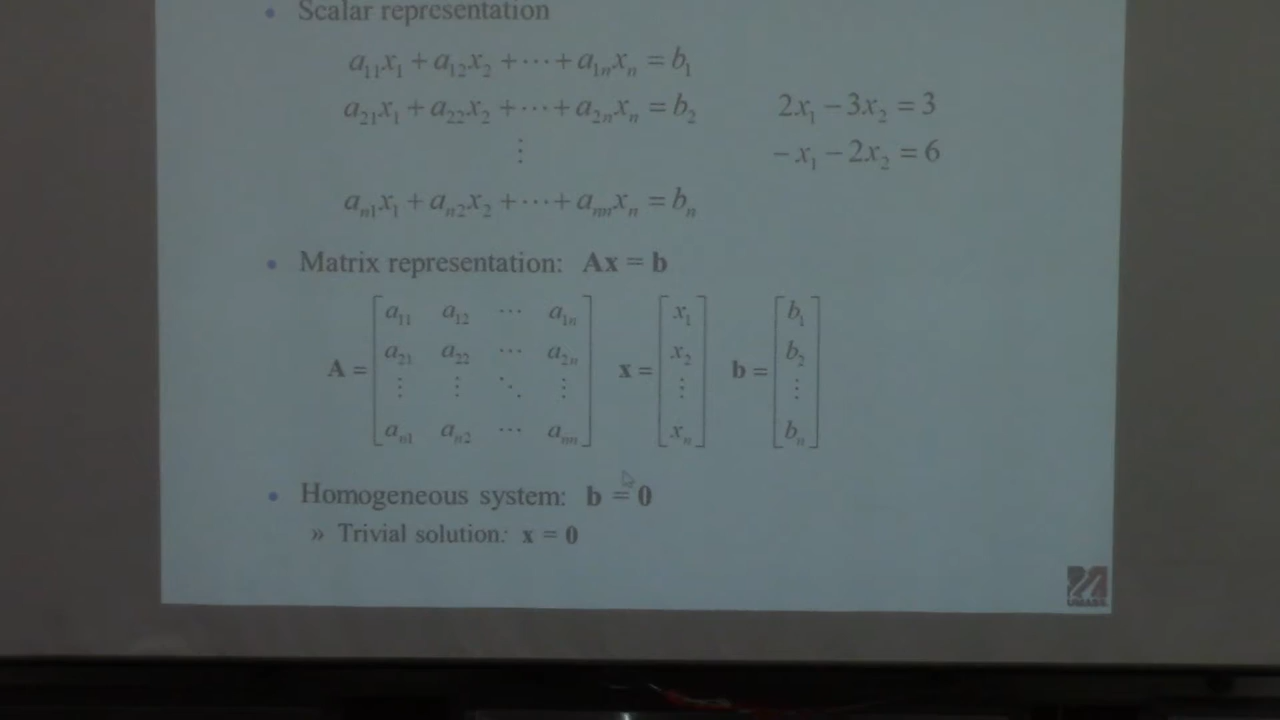 • Scalar representation
a₁₁x₁ + a₁₂x₂ + ⋯ + a₁ₙxₙ = b₁
a₂₁x₁ + a₂₂x₂ + ⋯ + a₂ₙxₙ = b₂
⋮
aₙ₁x₁ + aₙ₂x₂ + ⋯ + aₙₙxₙ = bₙ
2x₁ − 3x₂ = 3
−x₁ − 2x₂ = 6
• Matrix representation: Ax = b
A = [a₁₁ a₁₂ ⋯ a₁ₙ
a₂₁ a₂₂ ⋯ a₂ₙ
⋮ ⋮ ⋱ ⋮
aₙ₁ aₙ₂ ⋯ aₙₙ]
x = [x₁
x₂
⋮
xₙ]
b = [b₁
b₂
⋮
bₙ]
• Homogeneous system: b = 0
» Trivial solution: x = 0
UMASS